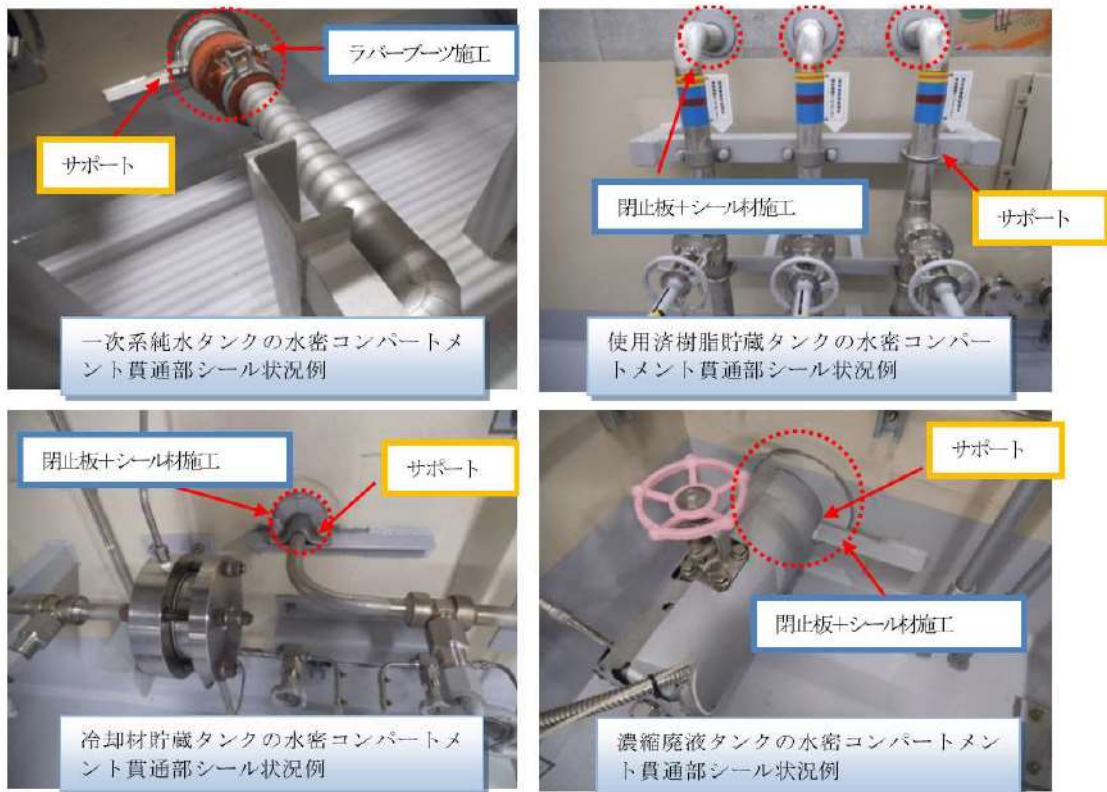 ラバーブーツ施工
サポート
一次系純水タンクの水密コンパートメ
ント貫通部シール状況例
閉止板+シール材施工
サポート
使用済樹脂貯蔵タンクの水密コンパー
トメント貫通部シール状況例
閉止板+シール材施工
サポート
冷却材貯蔵タンクの水密コンパートメ
ント貫通部シール状況例
サポート
閉止板+シール材施工
濃縮廃液タンクの水密コンパートメン
ト貫通部シール状況例